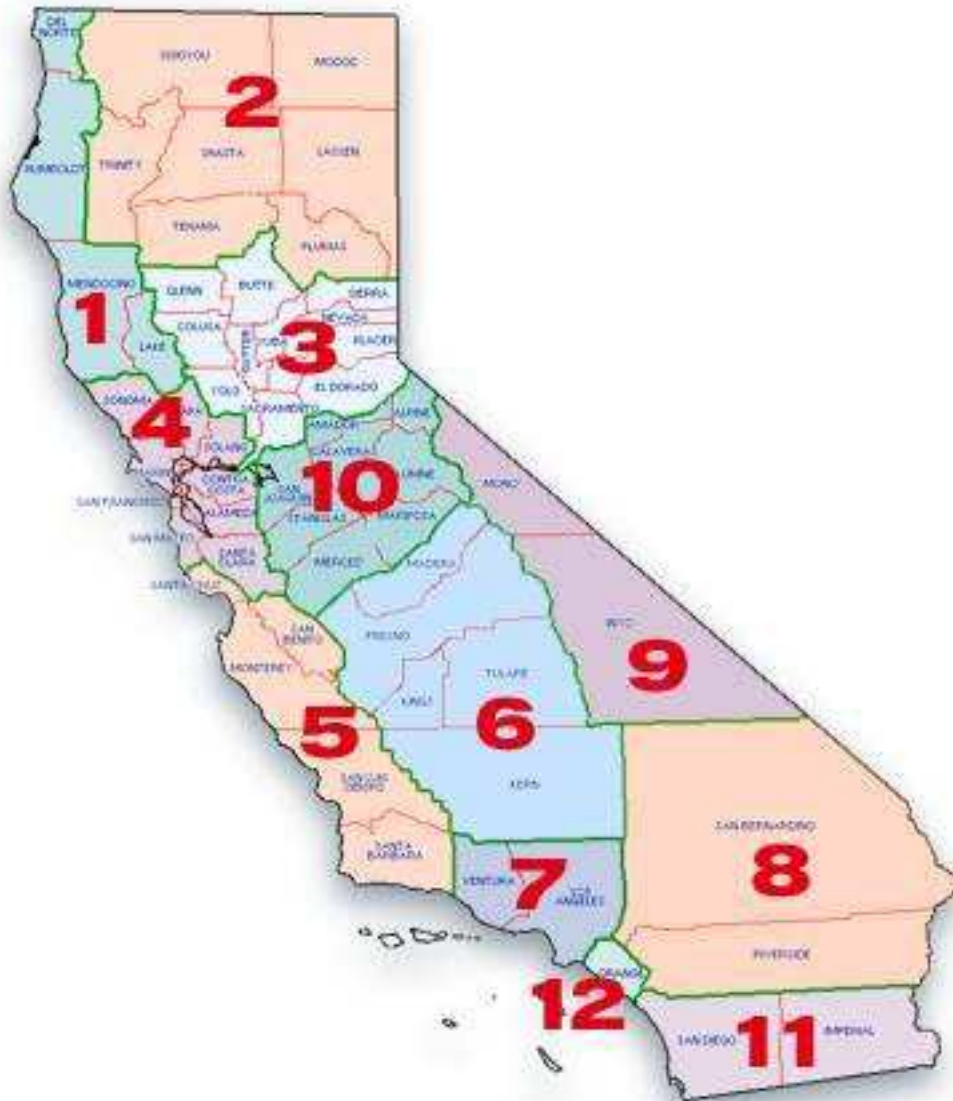 DEL
NORTE
SISKIYOU
MODOC
2
HUMBOLDT
TRINITY
SHASTA
LASSEN
TEHAMA
PLUMAS
MENDOCINO
GLENN
BUTTE
SIERRA
NEVADA
1
COLUSA
SUTTER
3
PLACER
LAKE
YOLO
EL DORADO
SONOMA
SACRAMENTO
ALPINE
4
AMADOR
SOLANO
CALAVERAS
MARIN
CONTRA
COSTA
10
MONO
SAN
JOAQUIN
SAN FRANCISCO
ALAMEDA
STANISLAUS
MARIPOSA
SAN MATEO
SANTA
CLARA
MERCED
MADERA
SANTA CRUZ
SAN
BENITO
FRESNO
INYO
9
MONTEREY
TULARE
KINGS
5
6
SAN LUIS
OBISPO
KERN
SAN BERNARDINO
SANTA
BARBARA
8
VENTURA
7
LOS
ANGELES
RIVERSIDE
ORANGE
12
SAN DIEGO
11
IMPERIAL